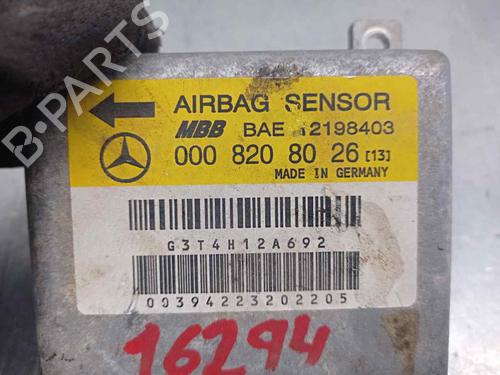 AIRBAG SENSOR
MBB BAE 12198403
000 820 80 26 [13]
MADE IN GERMANY
G3T4H12A692
00394223202205
16294
B-PARTS